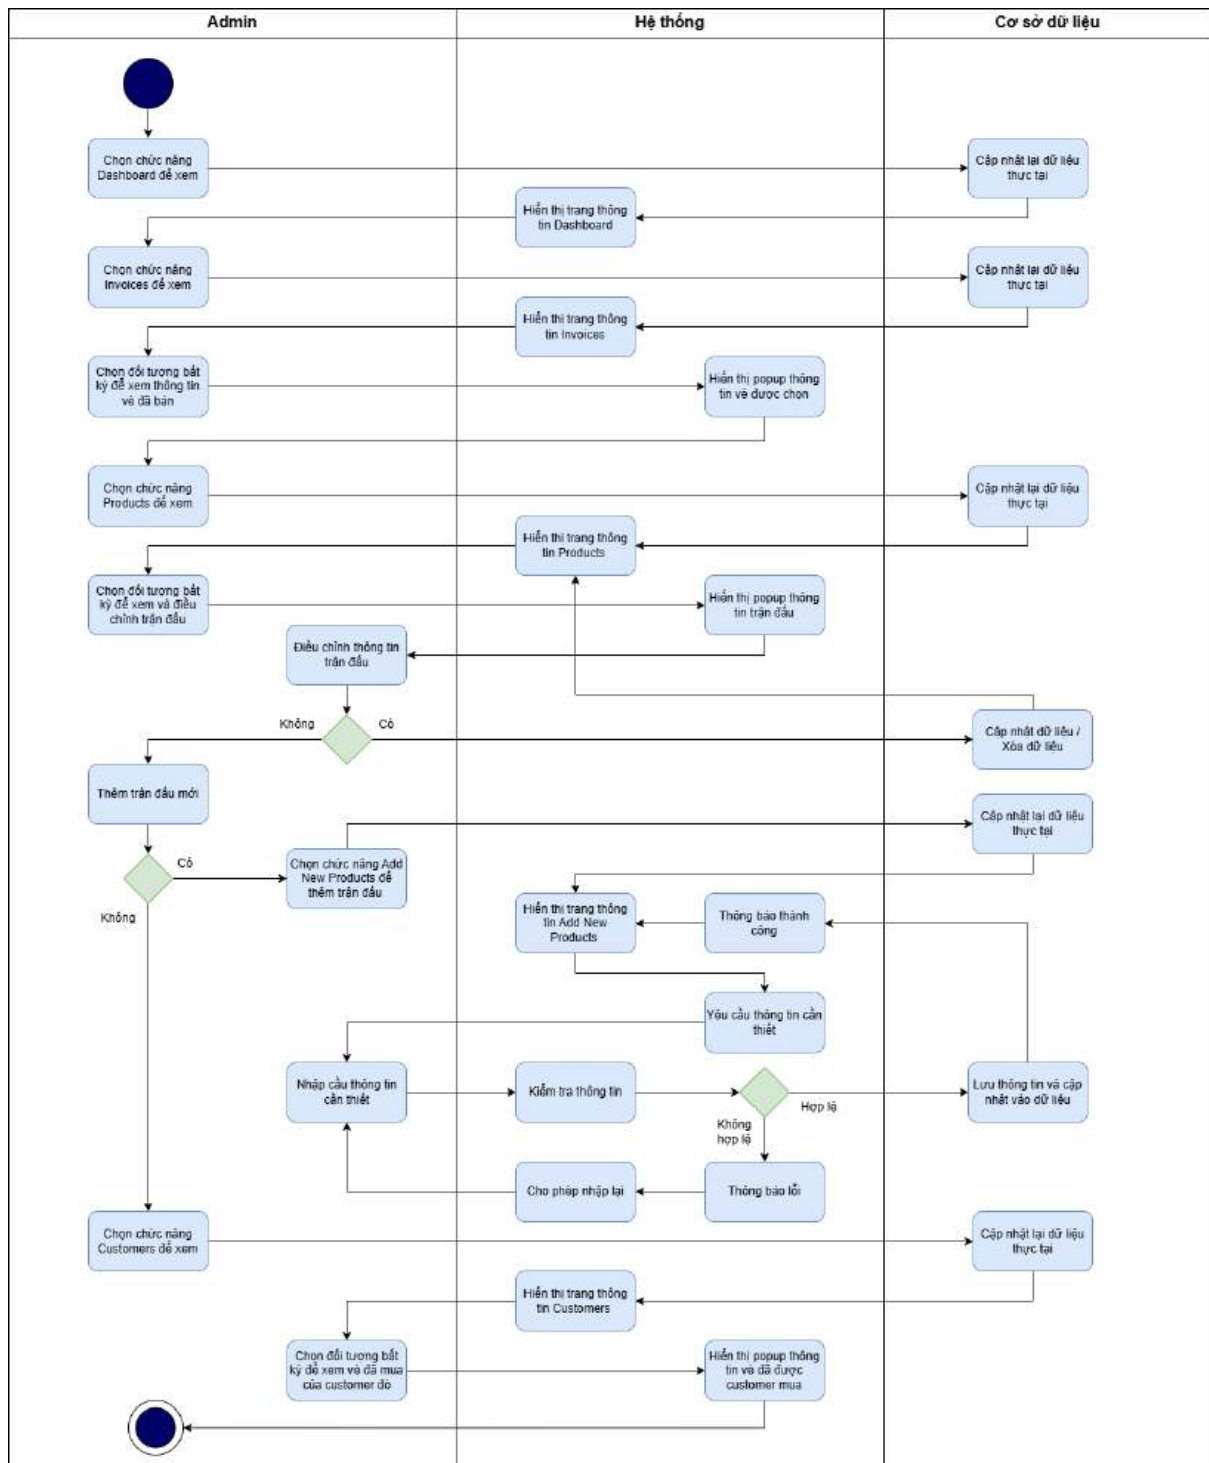 Admin
Hệ thống
Cơ sở dữ liệu
Chọn chức năng
Dashboard để xem
Cập nhật lại dữ liệu
thực tại
Hiển thị trang thông
tin Dashboard
Chọn chức năng
Invoices để xem
Cập nhật lại dữ liệu
thực tại
Hiển thị trang thông
tin Invoices
Chọn đối tượng bất
kỳ để xem thông tin
vé đã bán
Hiển thị popup thông
tin vé được chọn
Chọn chức năng
Products để xem
Cập nhật lại dữ liệu
thực tại
Hiển thị trang thông
tin Products
Chọn đối tượng bất
kỳ để xem và điều
chỉnh trận đấu
Hiển thị popup thông
tin trận đấu
Điều chỉnh thông tin
trận đấu
Không
Có
Cập nhật dữ liệu /
Xóa dữ liệu
Thêm trận đấu mới
Cập nhật lại dữ liệu
thực tại
Có
Chọn chức năng Add
New Products để
thêm trận đấu
Không
Hiển thị trang thông
tin Add New
Products
Thông báo thành
công
Yêu cầu thông tin cần
thiết
Nhập cầu thông tin
cần thiết
Kiểm tra thông tin
Hợp lệ
Lưu thông tin và cập
nhật vào dữ liệu
Không
hợp lệ
Cho phép nhập lại
Thông báo lỗi
Chọn chức năng
Customers để xem
Cập nhật lại dữ liệu
thực tại
Hiển thị trang thông
tin Customers
Chọn đối tượng bất
kỳ để xem vé đã mua
của customer đó
Hiển thị popup thông
tin vé đã được
customer mua